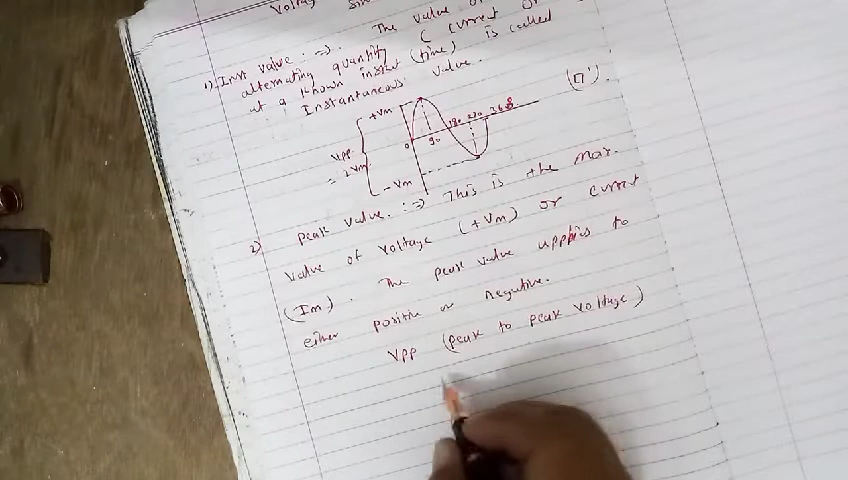 Voltage
The value
1) Inst value :⇒
alternating quantity ( current or
at a known instat (time) is called
Instantaneous value.
+Vm
VPP
= 2Vm
0
90
180
270
360
-Vm
2) peak value :⇒ This is the max.
value of voltage (+Vm) or current
(Im). The peak value applies to
either positive or negative.
VPP (peak to peak voltage)